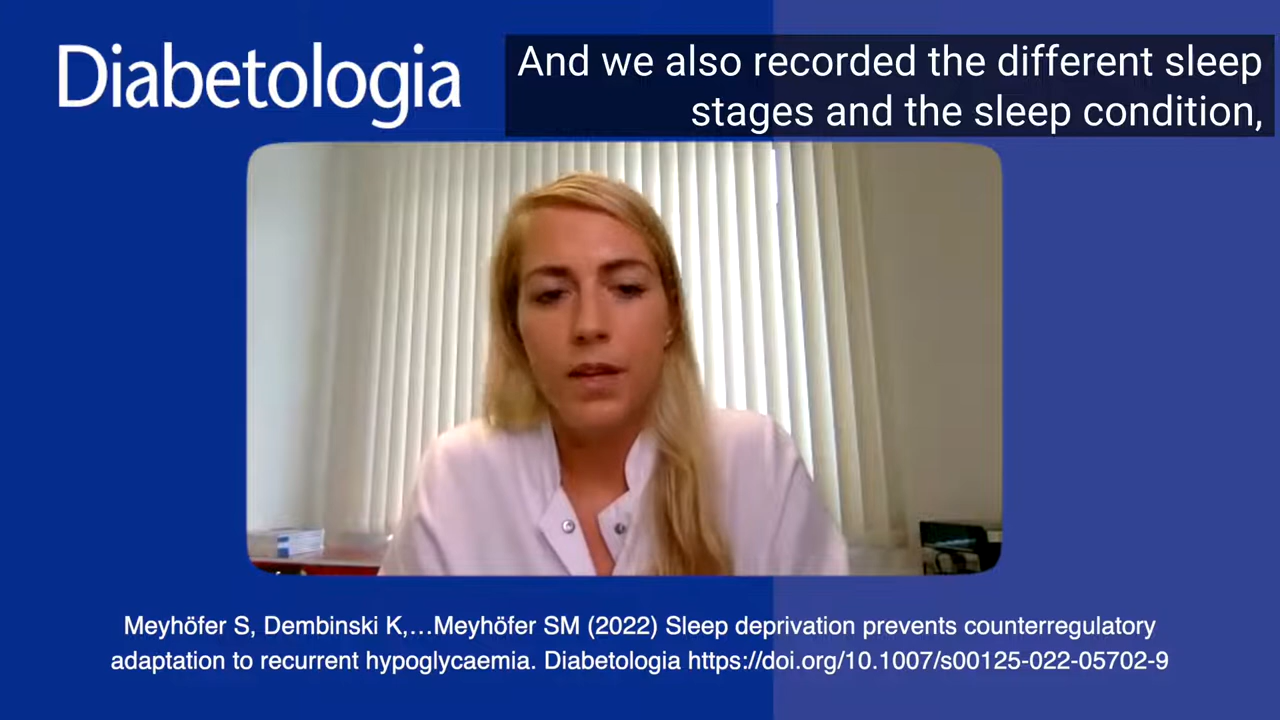 Diabetologia
And we also recorded the different sleep
stages and the sleep condition,
Meyhöfer S, Dembinski K,…Meyhöfer SM (2022) Sleep deprivation prevents counterregulatory
adaptation to recurrent hypoglycaemia. Diabetologia https://doi.org/10.1007/s00125-022-05702-9